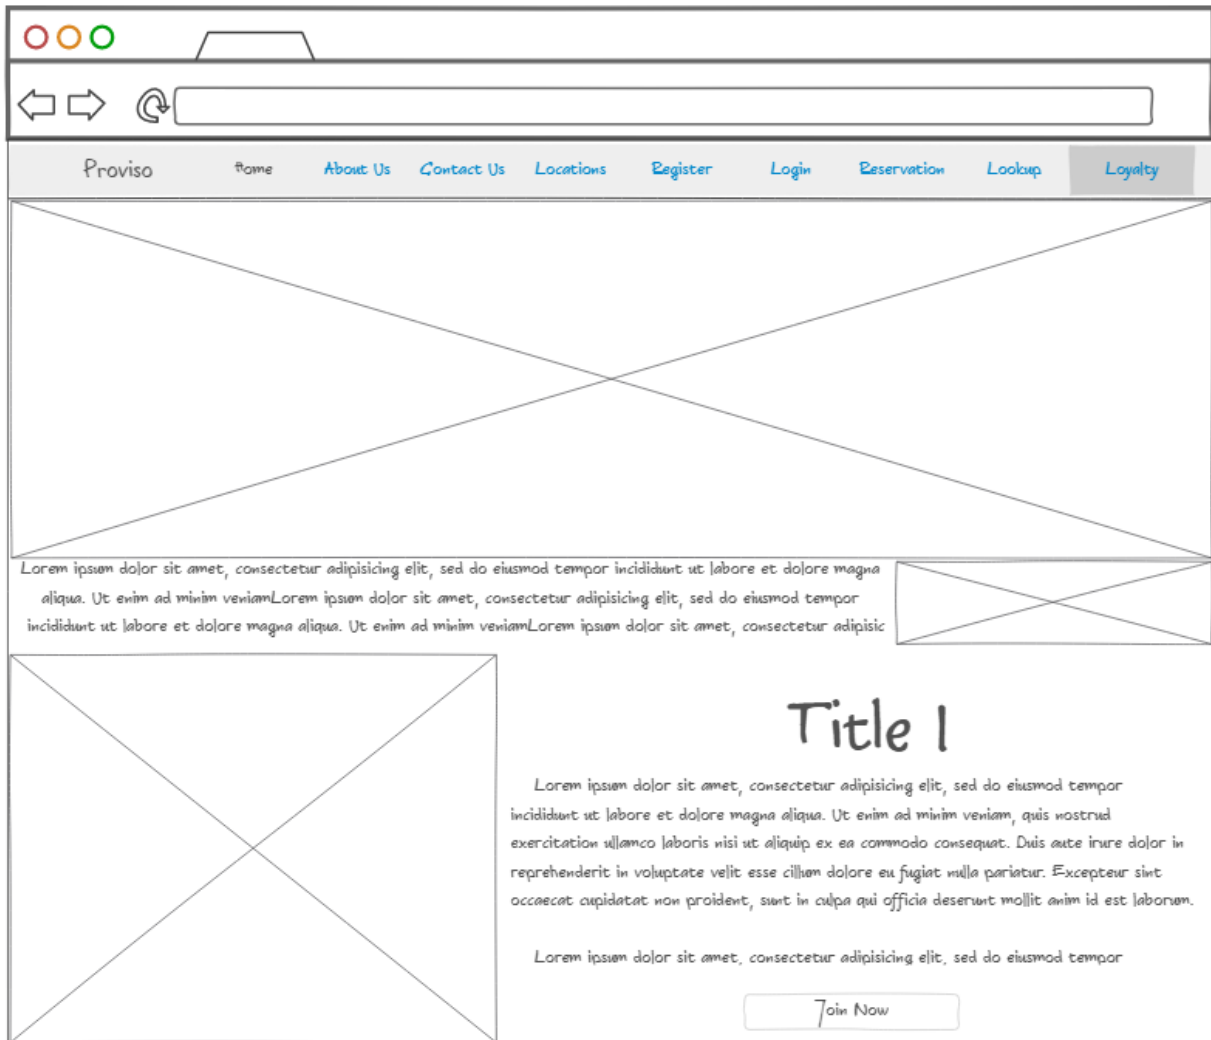 Proviso Home About Us Contact Us Locations Register Login Reservation Lookup Loyalty
Lorem ipsum dolor sit amet, consectetur adipisicing elit, sed do eiusmod tempor incididunt ut labore et dolore magna
aliqua. Ut enim ad minim veniamLorem ipsum dolor sit amet, consectetur adipisicing elit, sed do eiusmod tempor
incididunt ut labore et dolore magna aliqua. Ut enim ad minim veniamLorem ipsum dolor sit amet, consectetur adipisic
Title 1
Lorem ipsum dolor sit amet, consectetur adipisicing elit, sed do eiusmod tempor
incididunt ut labore et dolore magna aliqua. Ut enim ad minim veniam, quis nostrud
exercitation ullamco laboris nisi ut aliquip ex ea commodo consequat. Duis aute irure dolor in
reprehenderit in voluptate velit esse cillum dolore eu fugiat nulla pariatur. Excepteur sint
occaecat cupidatat non proident, sunt in culpa qui officia deserunt mollit anim id est laborum.
Lorem ipsum dolor sit amet, consectetur adipisicing elit, sed do eiusmod tempor
Join Now